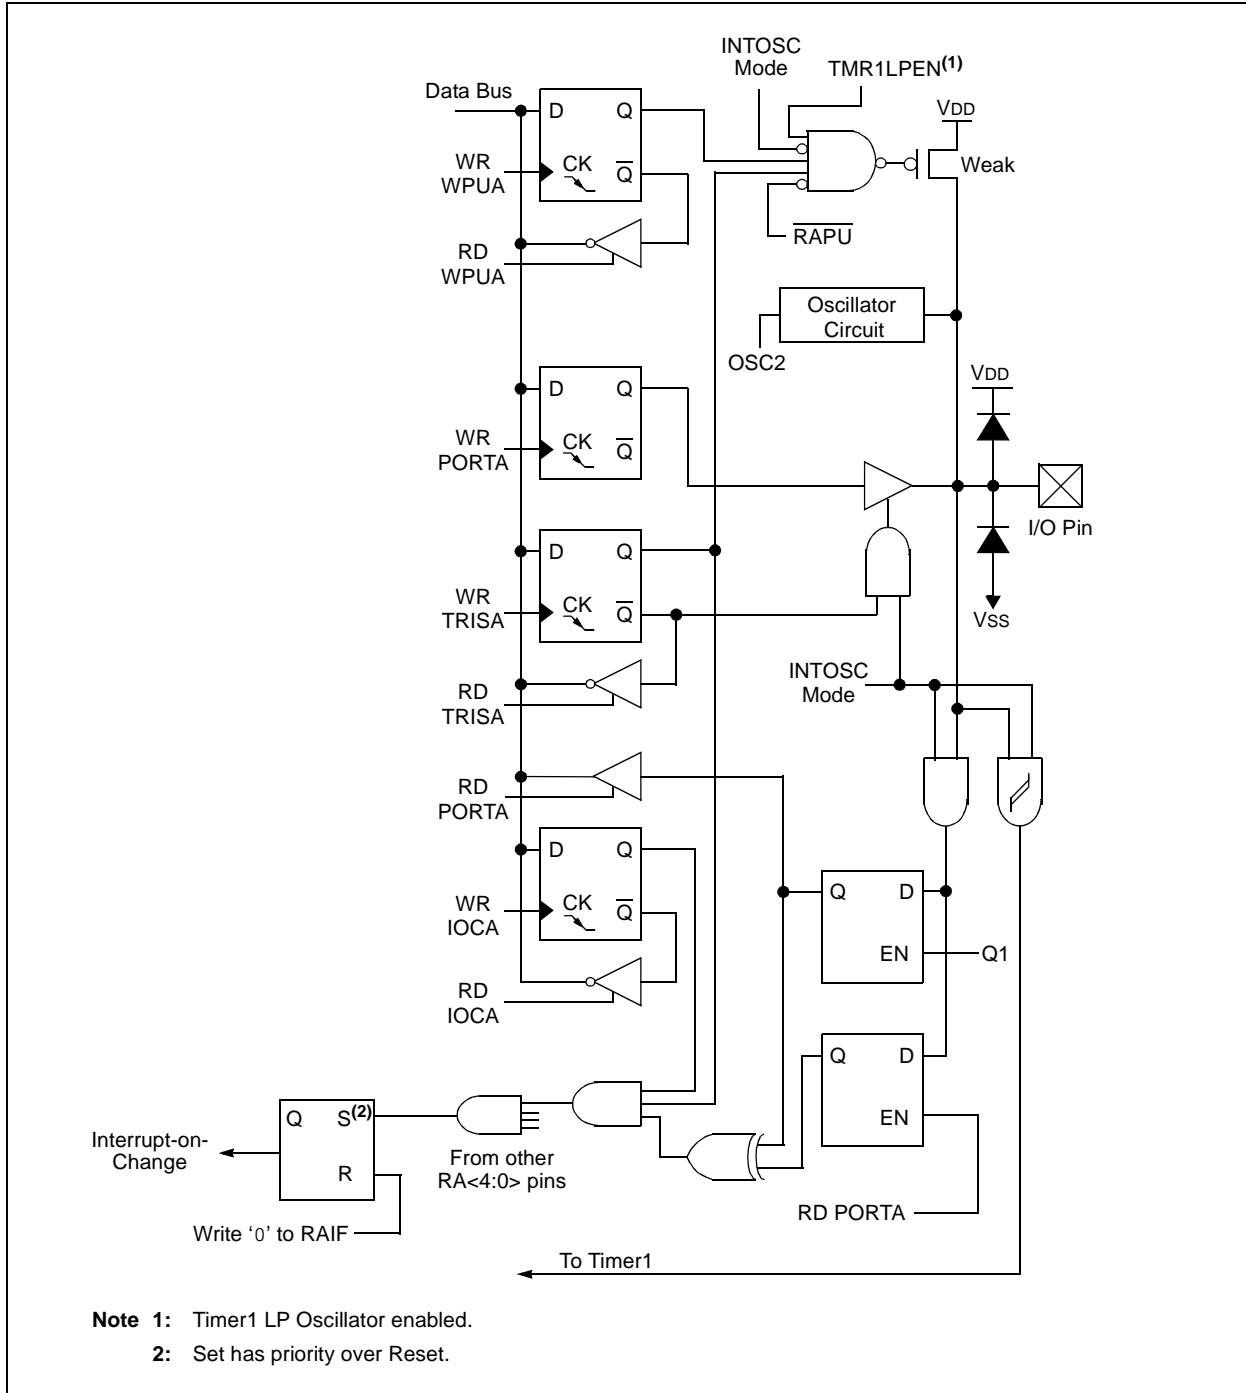 INTOSC
Mode
TMR1LPEN(1)
Data Bus
VDD
D
Q
WR
WPUA
CK
Q
Weak
RAPU
RD
WPUA
Oscillator
Circuit
OSC2
VDD
D
Q
WR
PORTA
CK
Q
I/O Pin
D
Q
WR
TRISA
CK
Q
VSS
INTOSC
Mode
RD
TRISA
RD
PORTA
D
Q
WR
IOCA
CK
Q
Q
D
EN
Q1
RD
IOCA
Q
D
EN
Q
S(2)
R
Interrupt-on-
Change
From other
RA<4:0> pins
RD PORTA
Write ‘0’ to RAIF
To Timer1
Note 1: Timer1 LP Oscillator enabled.
2: Set has priority over Reset.